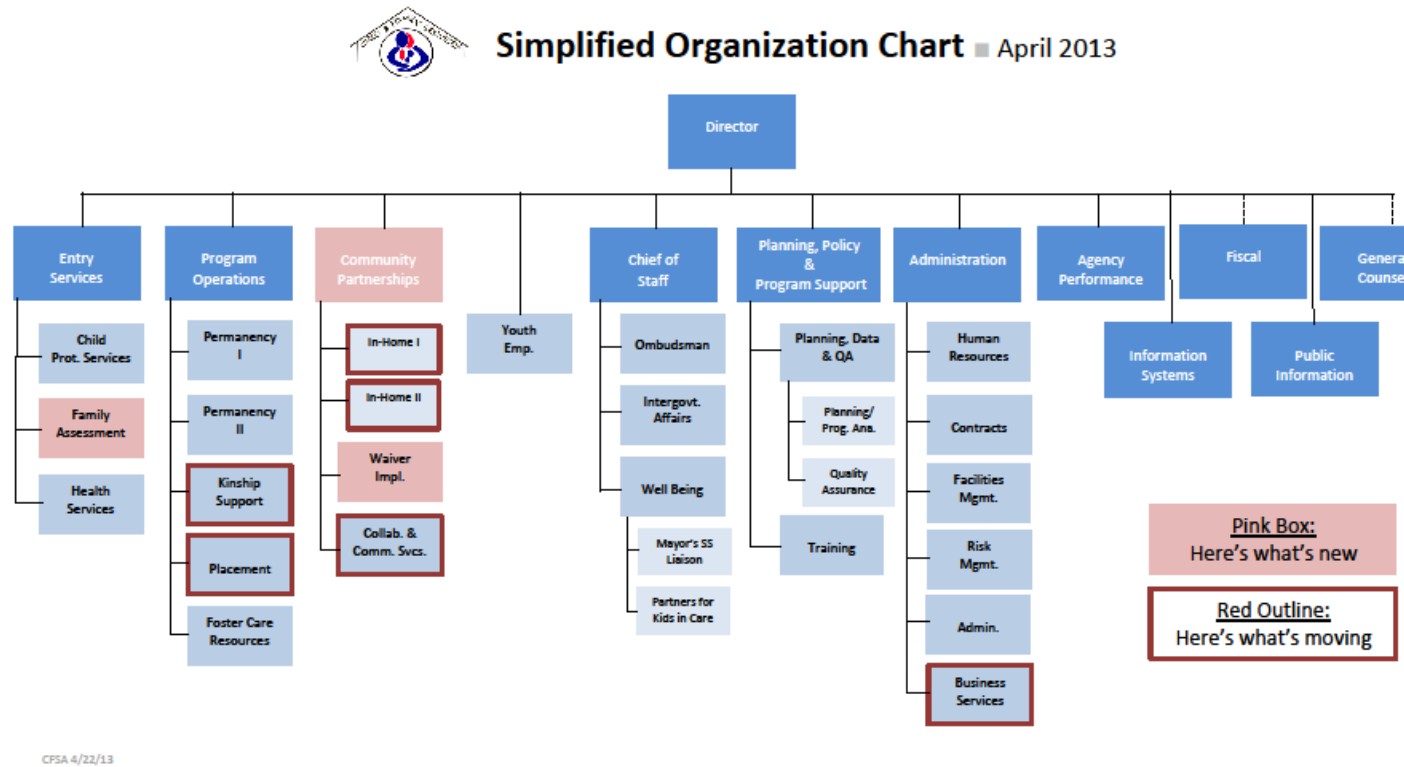 Simplified Organization Chart ■ April 2013
Director
Entry
Services
Program
Operations
Community
Partnerships
Chief of
Staff
Planning, Policy
&
Program Support
Administration
Agency
Performance
Fiscal
Genera
Counse
Information
Systems
Public
Information
Child
Prot. Services
Family
Assessment
Health
Services
Permanency
I
Permanency
II
Kinship
Support
Placement
Foster Care
Resources
In-Home I
In-Home II
Waiver
Impl.
Collab. &
Comm. Svcs.
Youth
Emp.
Ombudsman
Intergovt.
Affairs
Well Being
Mayor's SS
Liaison
Partners for
Kids in Care
Planning, Data
& QA
Planning/
Prog. Ana.
Quality
Assurance
Training
Human
Resources
Contracts
Facilities
Mgmt.
Risk
Mgmt.
Admin.
Business
Services
Pink Box:
Here's what's new
Red Outline:
Here's what's moving
CFSA 4/22/13